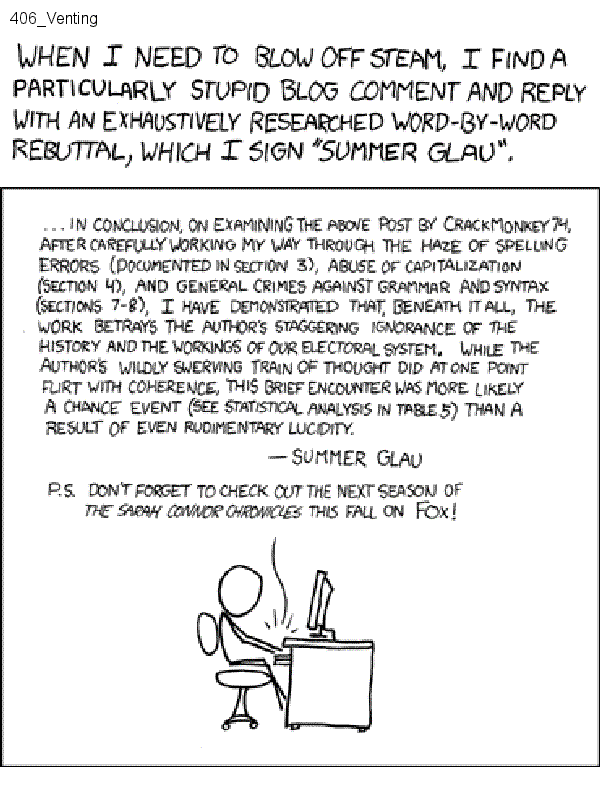 406_Venting
WHEN I NEED TO BLOW OFF STEAM, I FIND A
PARTICULARLY STUPID BLOG COMMENT AND REPLY
WITH AN EXHAUSTIVELY RESEARCHED WORD-BY-WORD
REBUTTAL, WHICH I SIGN "SUMMER GLAU".
...IN CONCLUSION, ON EXAMINING THE ABOVE POST BY CRACKMONKEY74,
AFTER CAREFULLY WORKING MY WAY THROUGH THE HAZE OF SPELLING
ERRORS (DOCUMENTED IN SECTION 3), ABUSE OF CAPITALIZATION
(SECTION 4), AND GENERAL CRIMES AGAINST GRAMMAR AND SYNTAX
(SECTIONS 7-8), I HAVE DEMONSTRATED THAT, BENEATH IT ALL, THE
WORK BETRAYS THE AUTHOR'S STAGGERING IGNORANCE OF THE
HISTORY AND THE WORKINGS OF OUR ELECTORAL SYSTEM. WHILE THE
AUTHOR'S WILDLY SWERVING TRAIN OF THOUGHT DID AT ONE POINT
FLIRT WITH COHERENCE, THIS BRIEF ENCOUNTER WAS MORE LIKELY
A CHANCE EVENT (SEE STATISTICAL ANALYSIS IN TABLE 5) THAN A
RESULT OF EVEN RUDIMENTARY LUCIDITY.
—SUMMER GLAU
P.S. DON'T FORGET TO CHECK OUT THE NEXT SEASON OF
THE SARAH CONNOR CHRONICLES THIS FALL ON FOX!